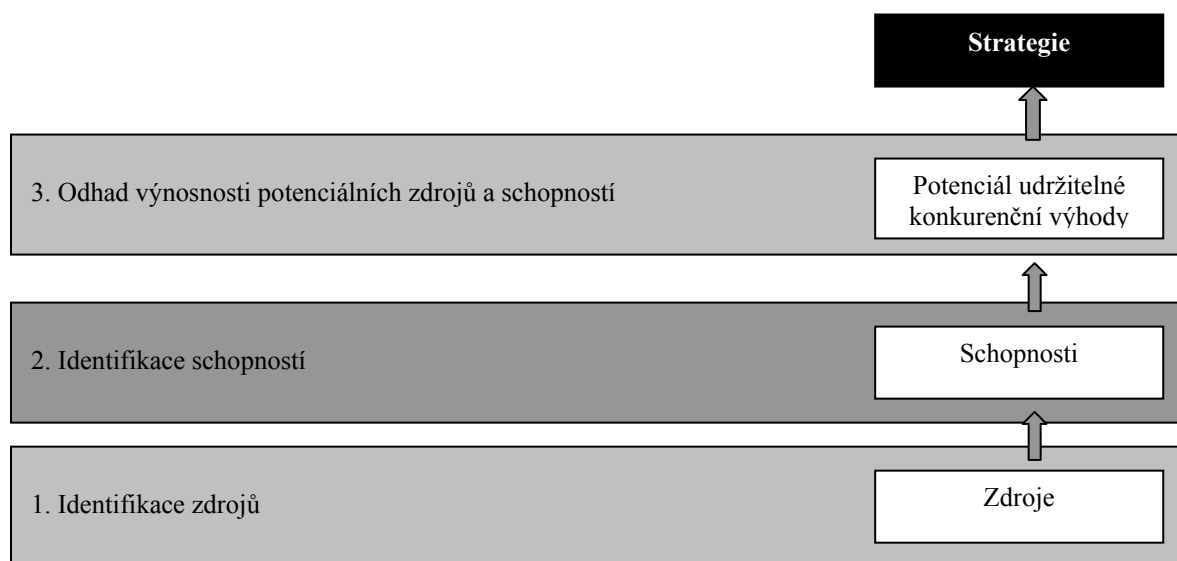 Strategie
3. Odhad výnosnosti potenciálních zdrojů a schopností
Potenciál udržitelné
konkurenční výhody
2. Identifikace schopností
Schopnosti
1. Identifikace zdrojů
Zdroje